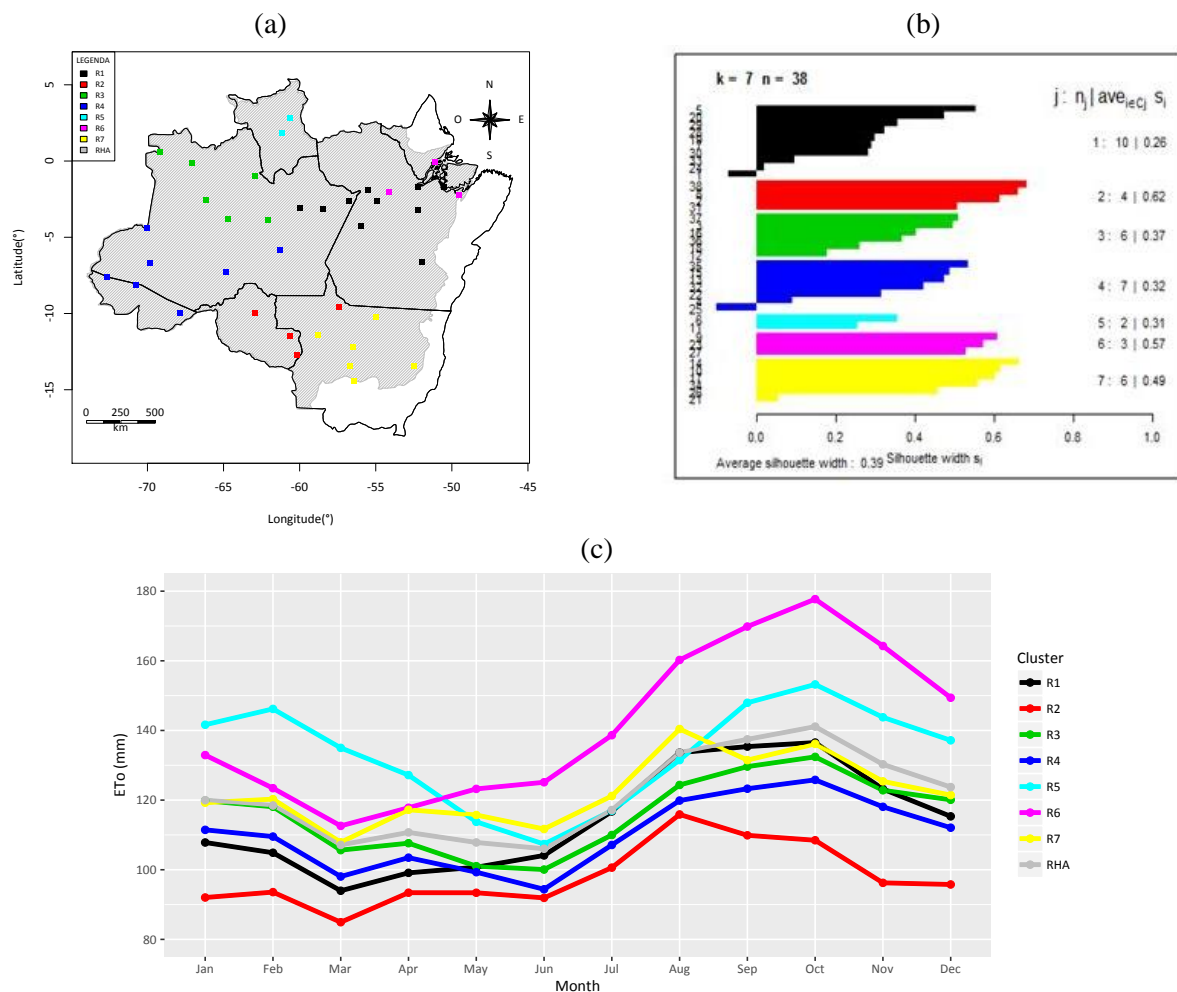 (a)
(b)
LEGENDA
R1
R2
R3
R4
R5
R6
R7
RHA
N
O E
S
5
0
-5
-10
-15
Latitude(°)
0 250 500
km
-70 -65 -60 -55 -50 -45
Longitude(°)
k = 7 n = 38
j : nj | ave i∈Cj si
1 : 10 | 0.26
2 : 4 | 0.62
3 : 6 | 0.37
4 : 7 | 0.32
5 : 2 | 0.31
6 : 3 | 0.57
7 : 6 | 0.49
0.0 0.2 0.4 0.6 0.8 1.0
Silhouette width si
Average silhouette width : 0.39
(c)
180
160
140
120
100
80
ETo (mm)
Jan Feb Mar Apr May Jun Jul Aug Sep Oct Nov Dec
Month
Cluster
R1
R2
R3
R4
R5
R6
R7
RHA